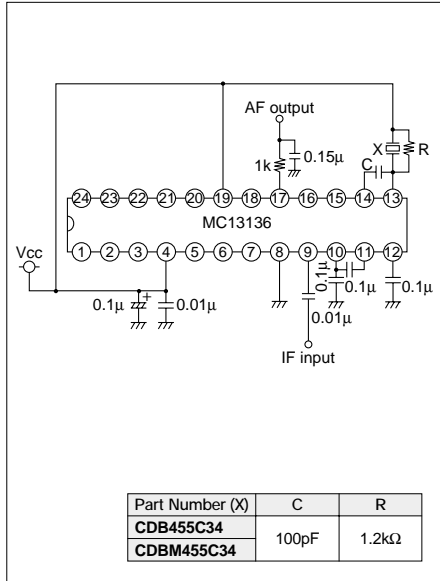 AF output
0.15μ
X
R
1k
C
24 23 22 21 20 19 18 17 16 15 14 13
MC13136
1 2 3 4 5 6 7 8 9 10 11 12
Vcc
0.1μ
+
0.01μ
0.01μ
0.1μ
0.1μ
0.1μ
IF input
Part Number (X) C R
CDB455C34
100pF 1.2kΩ
CDBM455C34